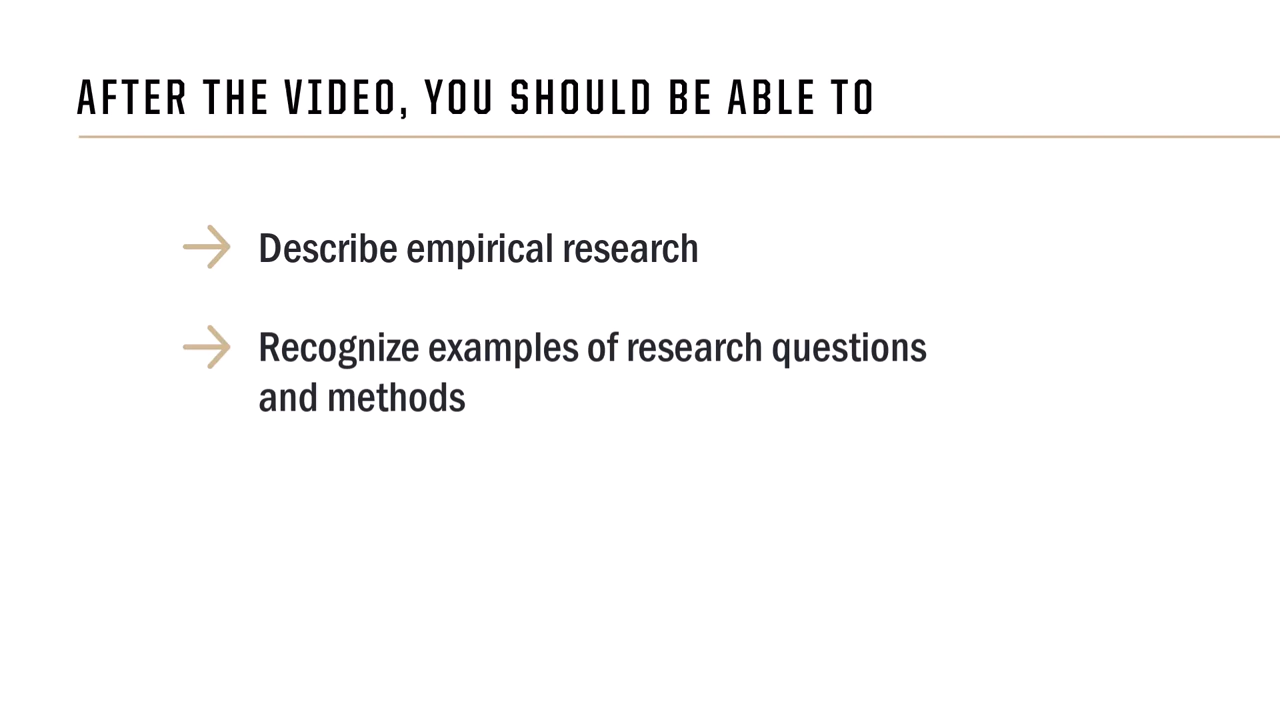 AFTER THE VIDEO, YOU SHOULD BE ABLE TO
Describe empirical research
Recognize examples of research questions
and methods